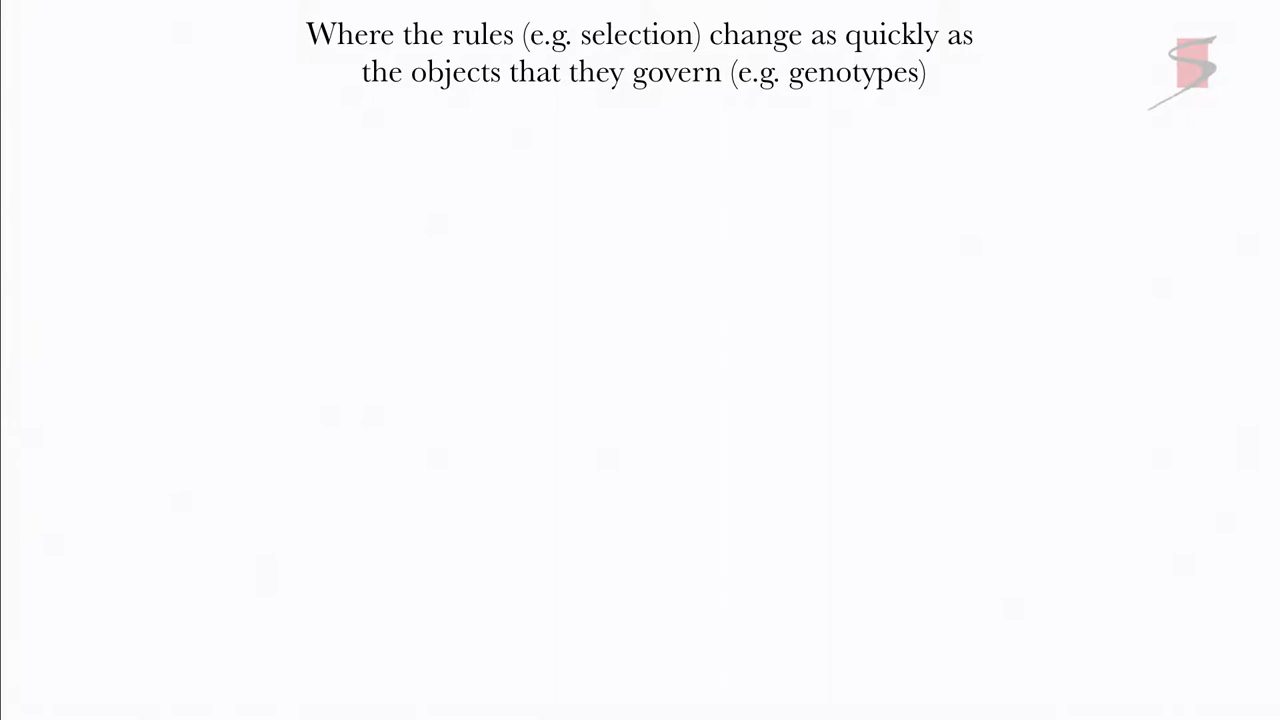 Where the rules (e.g. selection) change as quickly as
the objects that they govern (e.g. genotypes)